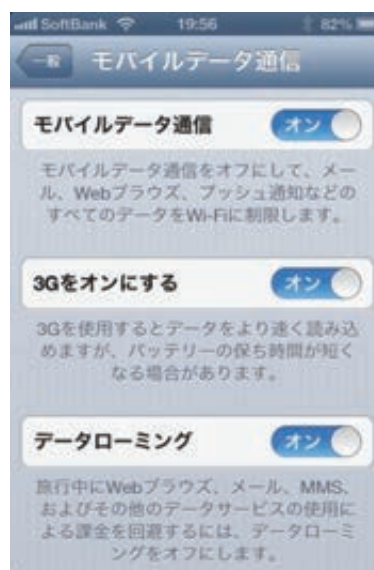 SoftBank 19:56 82%
一般 モバイルデータ通信
モバイルデータ通信 オン
モバイルデータ通信をオフにして、メー
ル、Webブラウズ、プッシュ通知などの
すべてのデータをWi-Fiに制限します。
3Gをオンにする オン
3Gを使用するとデータをより速く読み込
めますが、バッテリーの保ち時間が短く
なる場合があります。
データローミング オン
旅行中にWebブラウズ、メール、MMS、
およびその他のデータサービスの使用に
よる課金を回避するには、データローミ
ングをオフにします。